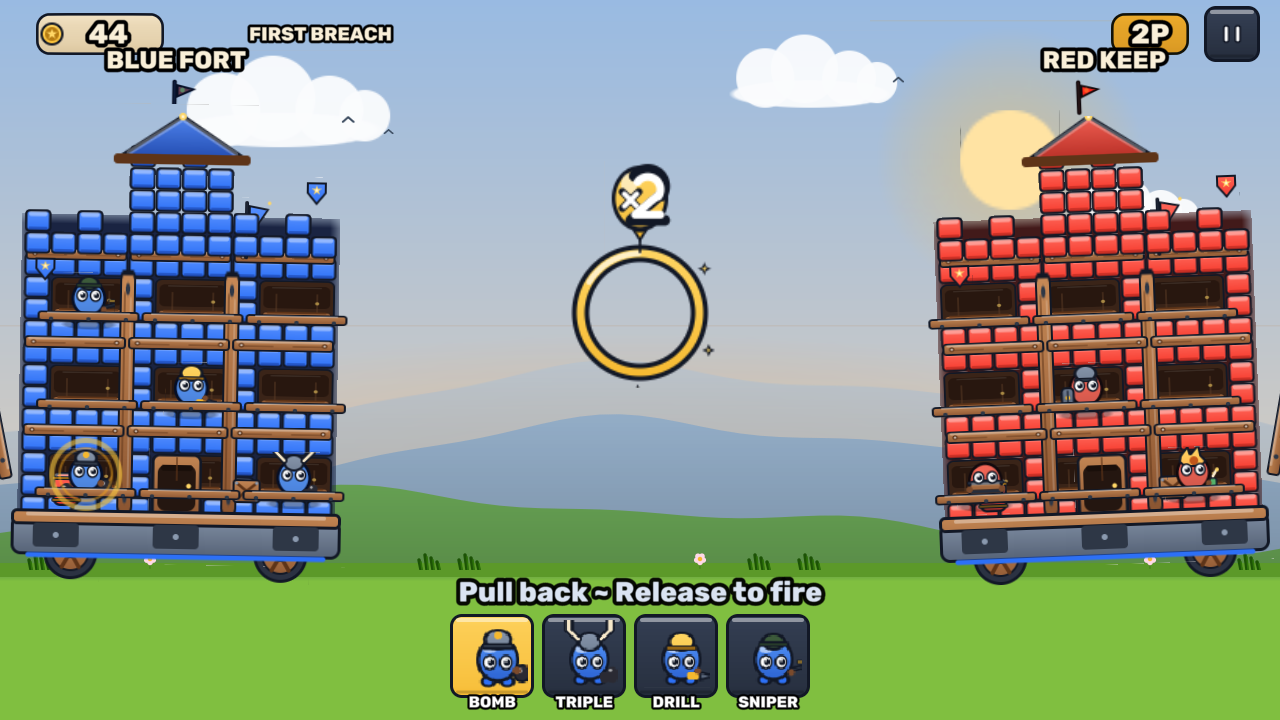 44
FIRST BREACH
2P
BLUE FORT
RED KEEP
×2
Pull back ~ Release to fire
BOMB
TRIPLE
DRILL
SNIPER